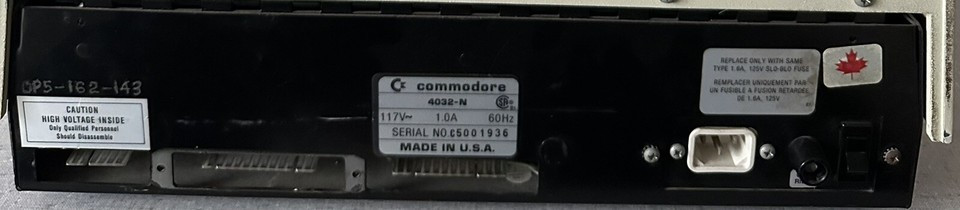 OP5-162-143
CAUTION
HIGH VOLTAGE INSIDE
Only Qualified Personnel
Should Disassemble
commodore
4032-N
117V~ 1.0A 60Hz
SERIAL NO. C5001936
MADE IN U.S.A.
REPLACE ONLY WITH SAME
TYPE 1.6A, 125V SLO-BLO FUSE
REMPLACER UNIQUEMENT PAR
UN FUSIBLE A FUSION RETARDEE
DE 1.6A, 125V